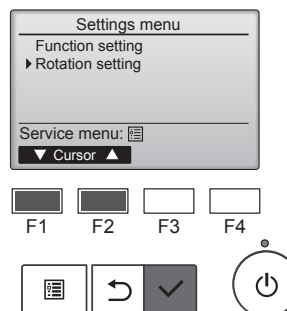 Settings menu
Function setting
Rotation setting
Service menu:
▼ Cursor ▲
F1 F2 F3 F4